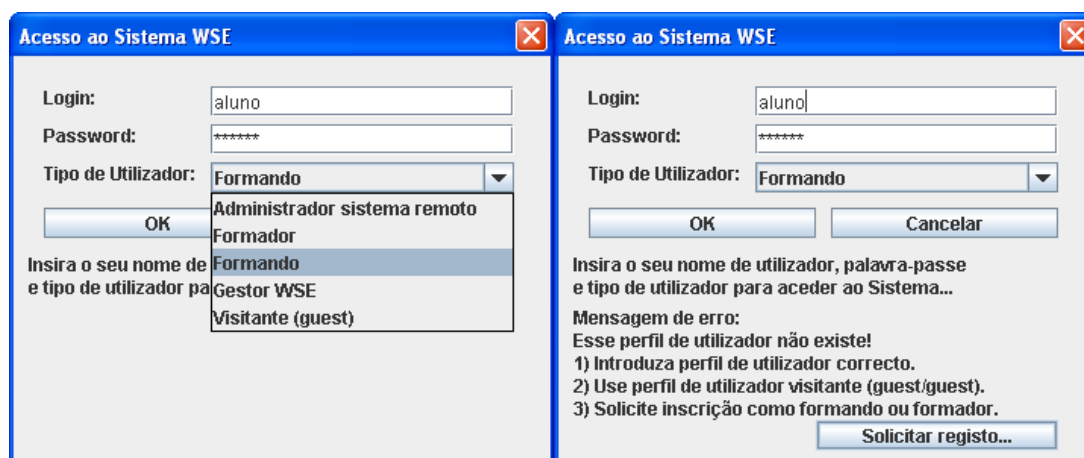 Acesso ao Sistema WSE
Login:
aluno
Password:
******
Tipo de Utilizador:
Formando
Administrador sistema remoto
Formador
Formando
Gestor WSE
Visitante (guest)
OK
Insira o seu nome de
e tipo de utilizador pa
Acesso ao Sistema WSE
Login:
aluno
Password:
******
Tipo de Utilizador:
Formando
OK
Cancelar
Insira o seu nome de utilizador, palavra-passe
e tipo de utilizador para aceder ao Sistema...
Mensagem de erro:
Esse perfil de utilizador não existe!
1) Introduza perfil de utilizador correcto.
2) Use perfil de utilizador visitante (guest/guest).
3) Solicite inscrição como formando ou formador.
Solicitar registo...